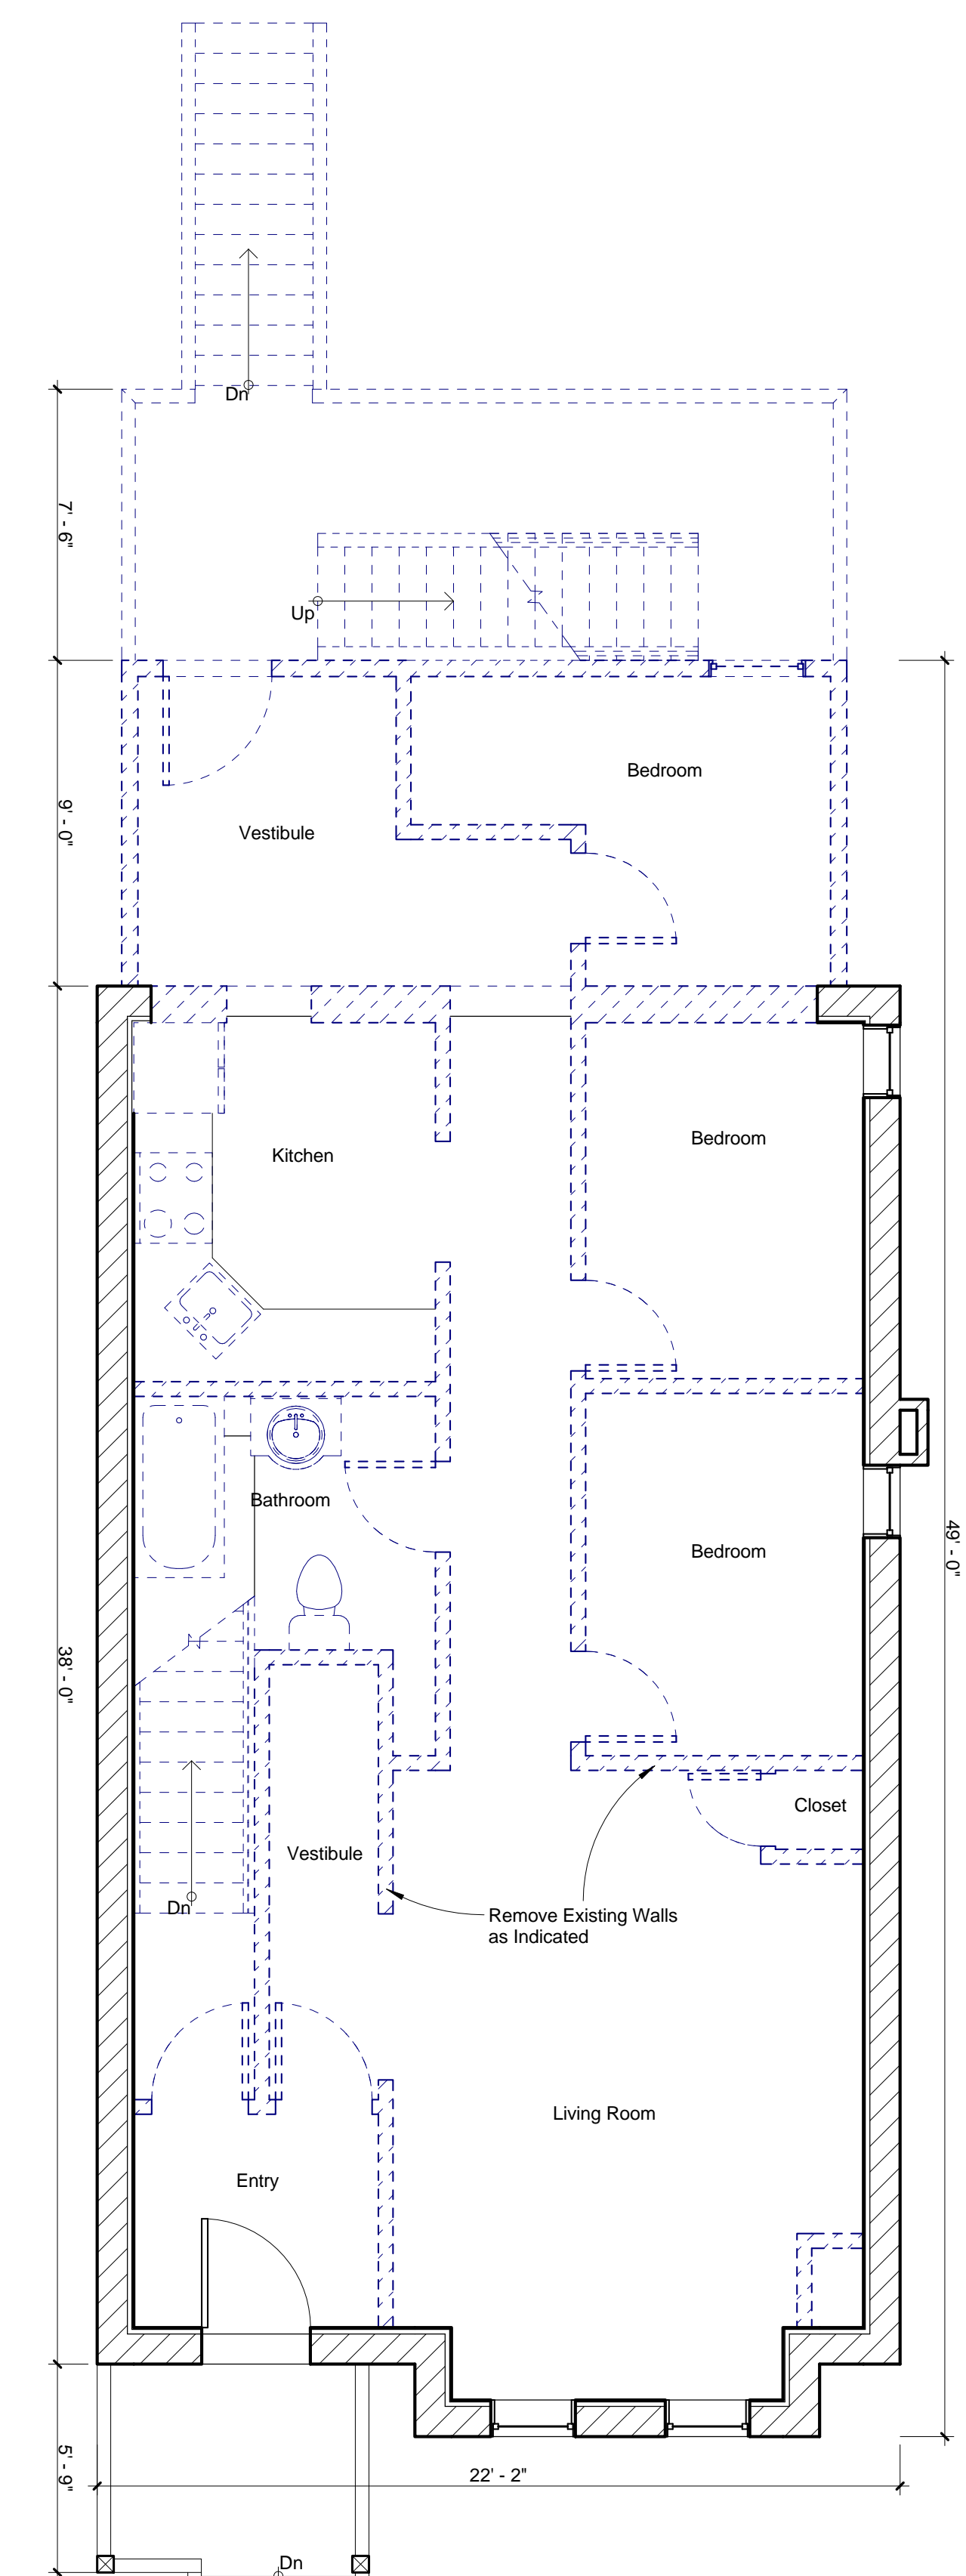 Dn
7' - 6"
Up
Bedroom
9' - 0"
Vestibule
Bedroom
Kitchen
Bathroom
Bedroom
49' - 0"
38' - 0"
Closet
Vestibule
Dn
Remove Existing Walls
as Indicated
Living Room
Entry
5' - 9"
22' - 2"
Dn